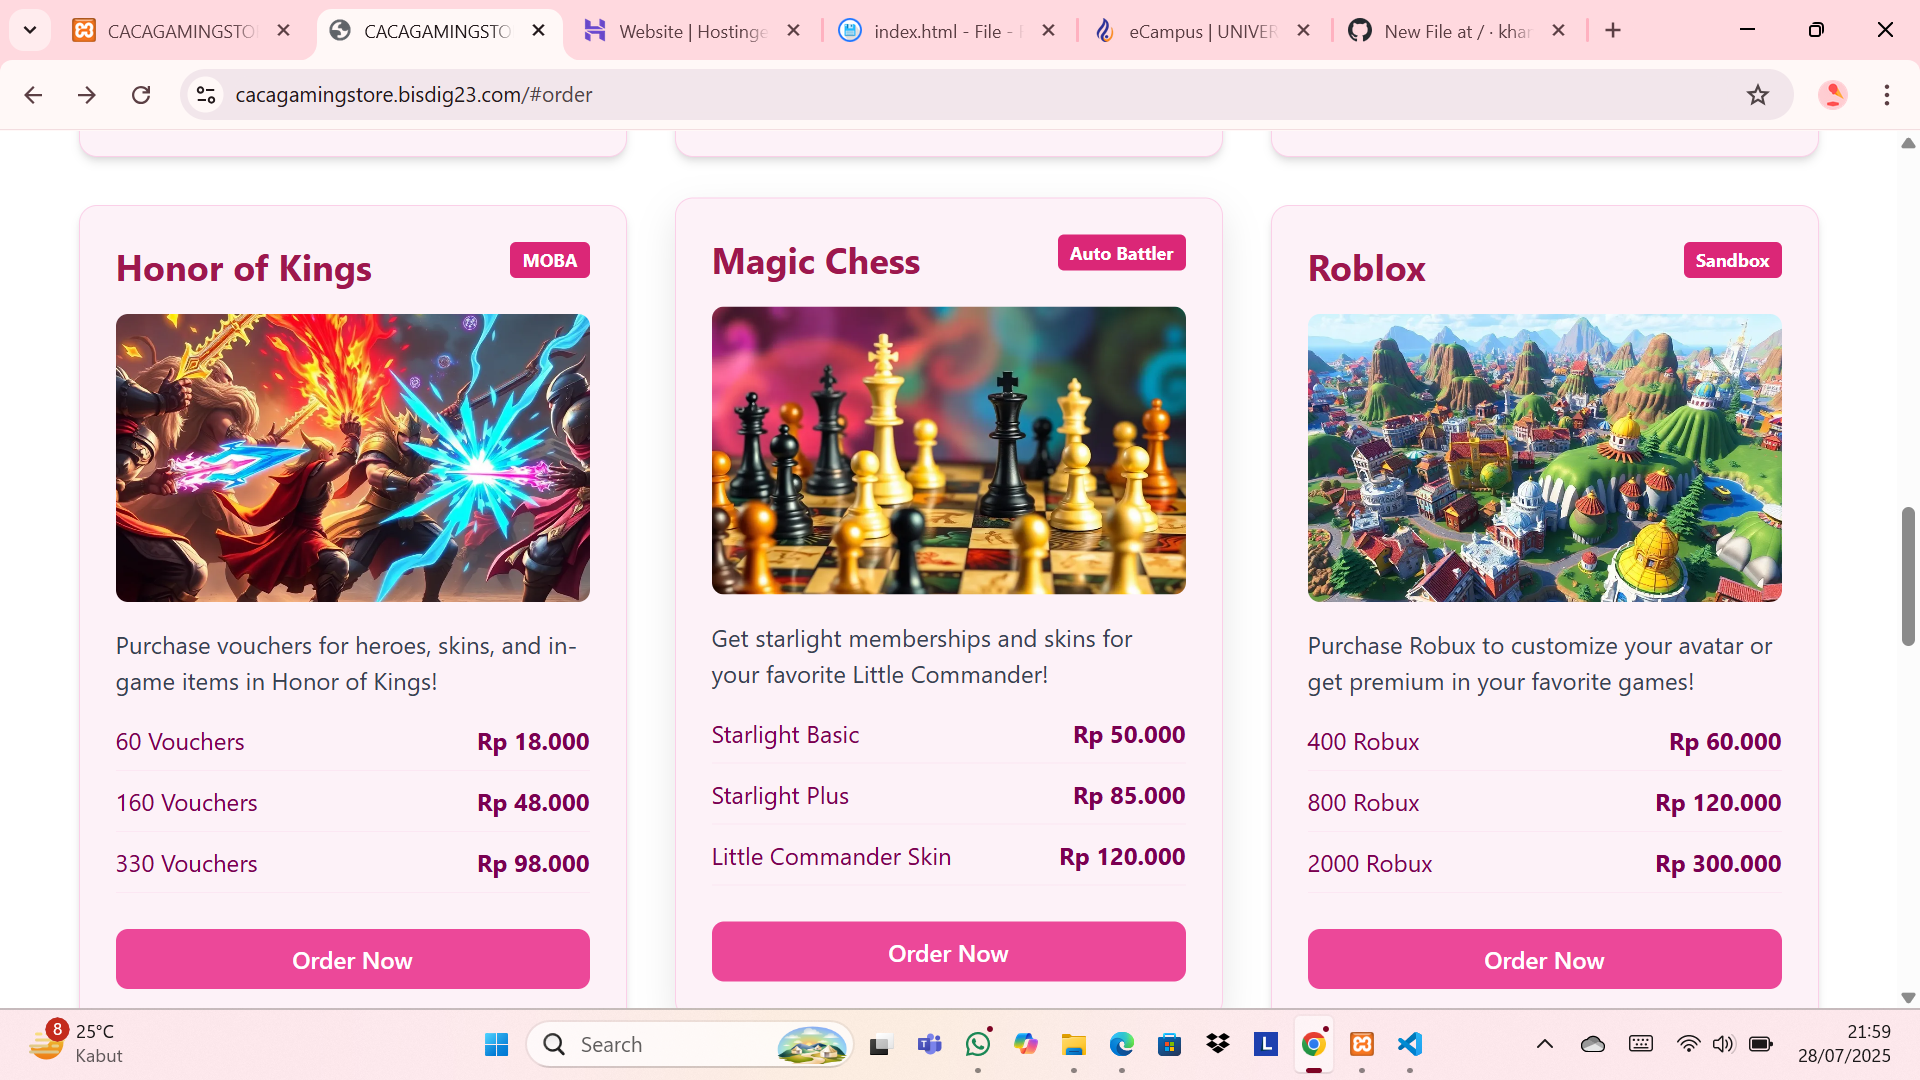 CACAGAMINGSTO
CACAGAMINGSTO
Website | Hostinge
index.html - File -
eCampus | UNIVER
New File at / · khar
cacagamingstore.bisdig23.com/#order
Honor of Kings
MOBA
Purchase vouchers for heroes, skins, and in-
game items in Honor of Kings!
60 Vouchers Rp 18.000
160 Vouchers Rp 48.000
330 Vouchers Rp 98.000
Order Now
Magic Chess
Auto Battler
Get starlight memberships and skins for
your favorite Little Commander!
Starlight Basic Rp 50.000
Starlight Plus Rp 85.000
Little Commander Skin Rp 120.000
Order Now
Roblox
Sandbox
Purchase Robux to customize your avatar or
get premium in your favorite games!
400 Robux Rp 60.000
800 Robux Rp 120.000
2000 Robux Rp 300.000
Order Now
8
25°C
Kabut
Search
L
21:59
28/07/2025